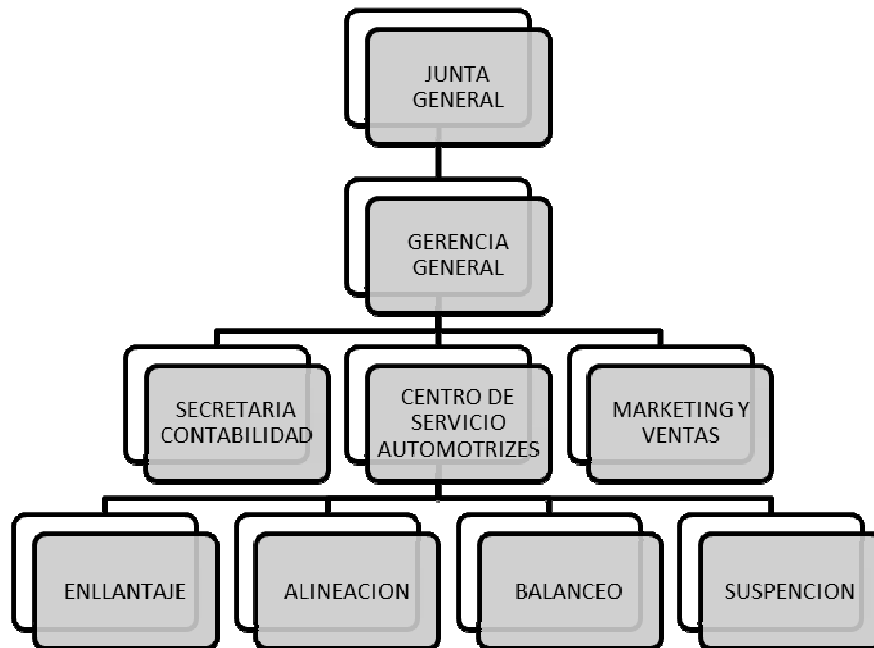 JUNTA
GENERAL
GERENCIA
GENERAL
SECRETARIA
CONTABILIDAD
CENTRO DE
SERVICIO
AUTOMOTRIZES
MARKETING Y
VENTAS
ENLLANTAJE
ALINEACION
BALANCEO
SUSPENCION